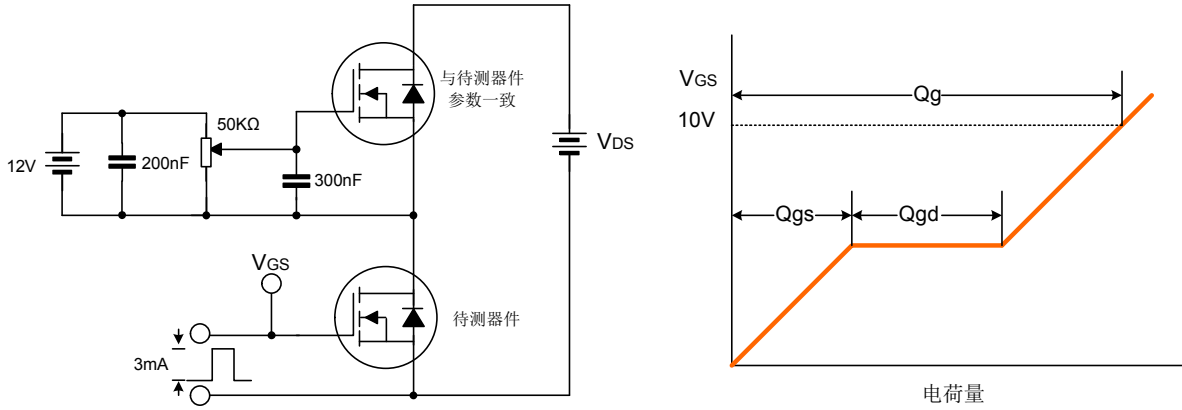 与待测器件
参数一致
50KΩ
12V
200nF
300nF
VDS
VGS
待测器件
3mA
VGS
10V
Qg
Qgs
Qgd
电荷量